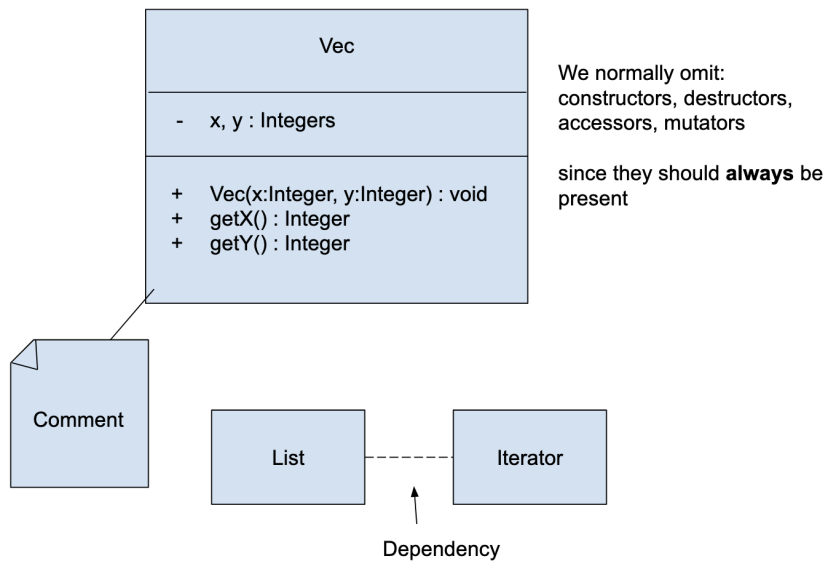 Vec
- x, y : Integers
+ Vec(x:Integer, y:Integer) : void
+ getX() : Integer
+ getY() : Integer
We normally omit:
constructors, destructors,
accessors, mutators
since they should always be
present
Comment
List
Iterator
Dependency